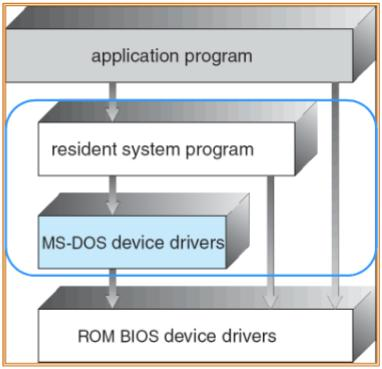 application program
resident system program
MS-DOS device drivers
ROM BIOS device drivers